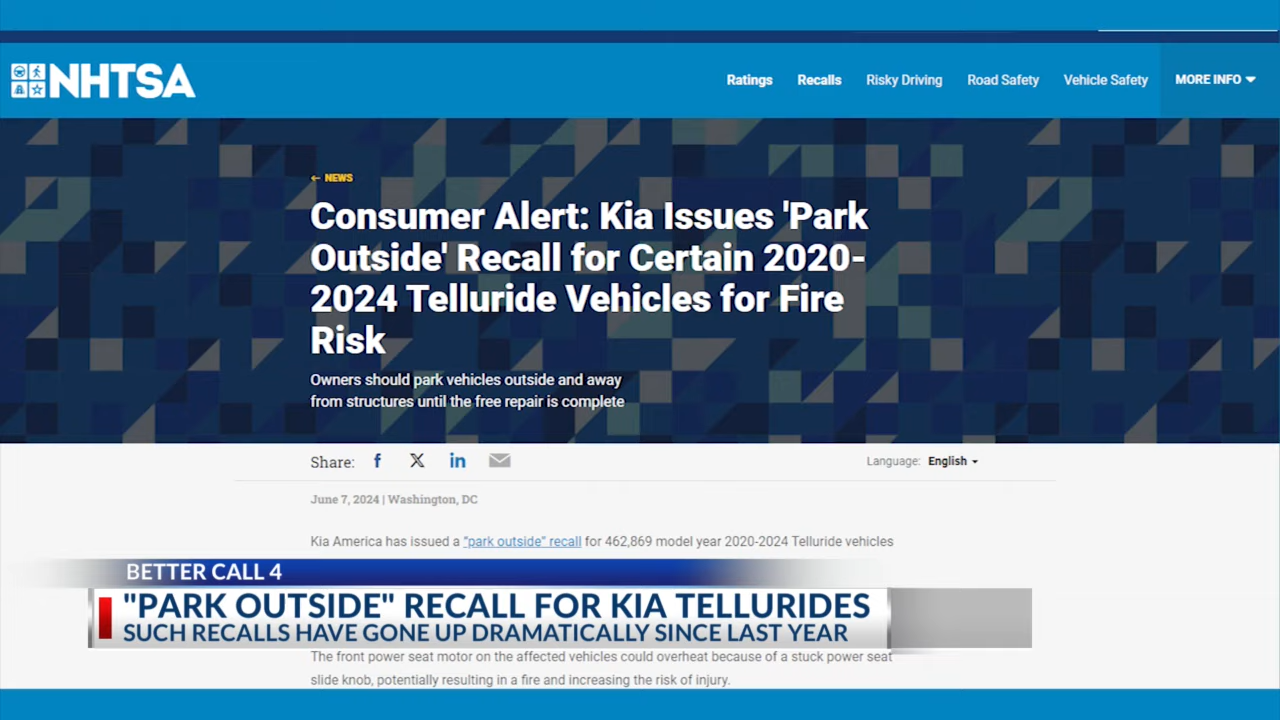 NHTSA
Ratings Recalls Risky Driving Road Safety Vehicle Safety MORE INFO
← NEWS
Consumer Alert: Kia Issues 'Park
Outside' Recall for Certain 2020-
2024 Telluride Vehicles for Fire
Risk
Owners should park vehicles outside and away
from structures until the free repair is complete
Share: f X in
Language: English
June 7, 2024 | Washington, DC
Kia America has issued a "park outside" recall for 462,869 model year 2020-2024 Telluride vehicles
BETTER CALL 4
"PARK OUTSIDE" RECALL FOR KIA TELLURIDES
SUCH RECALLS HAVE GONE UP DRAMATICALLY SINCE LAST YEAR
The front power seat motor on the affected vehicles could overheat because of a stuck power seat
slide knob, potentially resulting in a fire and increasing the risk of injury.